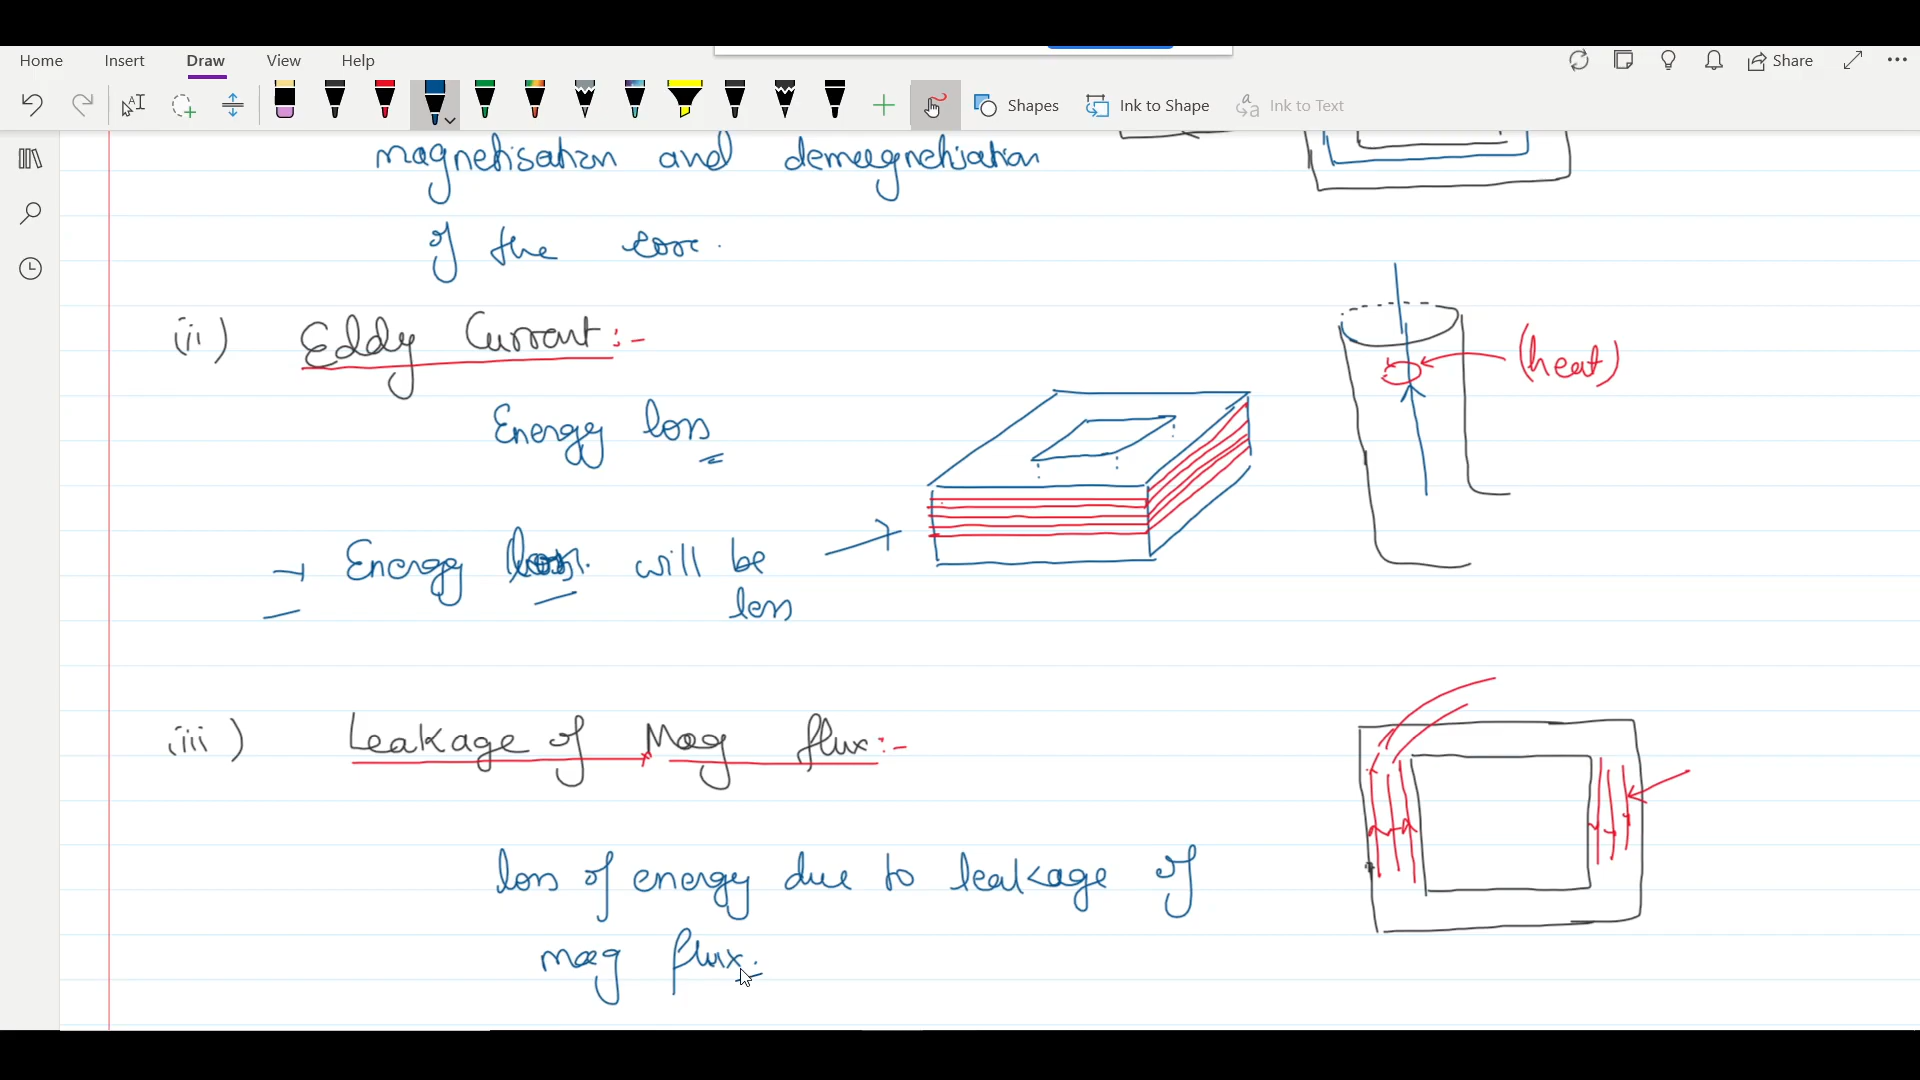 Home Insert Draw View Help Share
Shapes Ink to Shape Ink to Text
magnetisation and demagnetisation
of the core.
(ii) Eddy Current :-
(heat)
Energy loss
→ Energy loss. will be
less
(iii) Leakage of Mag flux :-
loss of energy due to leakage of
mag flux.